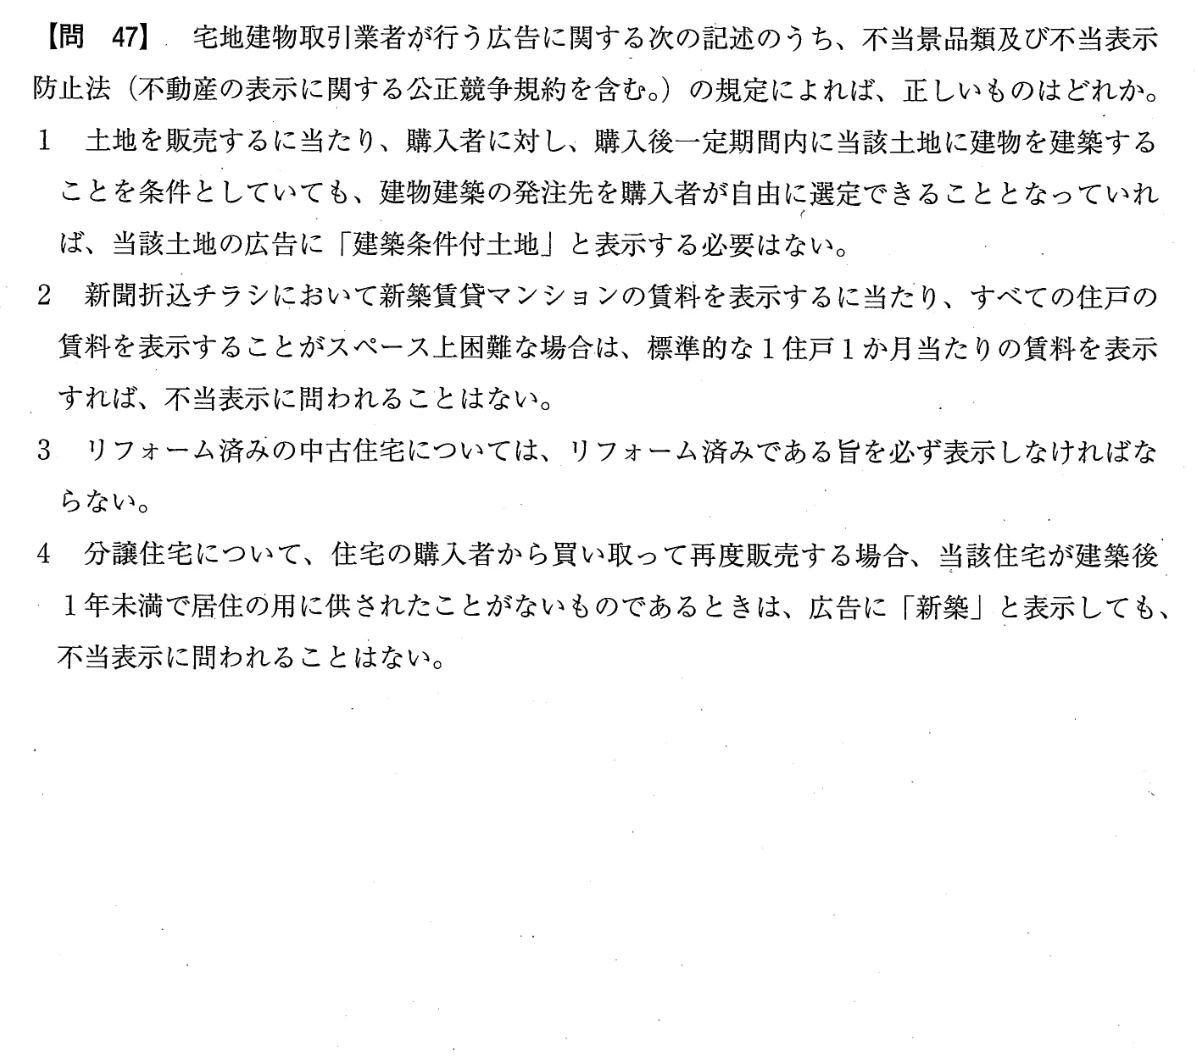 【問　47】　宅地建物取引業者が行う広告に関する次の記述のうち、不当景品類及び不当表示
防止法（不動産の表示に関する公正競争規約を含む。）の規定によれば、正しいものはどれか。
1　土地を販売するに当たり、購入者に対し、購入後一定期間内に当該土地に建物を建築する
ことを条件としていても、建物建築の発注先を購入者が自由に選定できることとなっていれ
ば、当該土地の広告に「建築条件付土地」と表示する必要はない。
2　新聞折込チラシにおいて新築賃貸マンションの賃料を表示するに当たり、すべての住戸の
賃料を表示することがスペース上困難な場合は、標準的な１住戸１か月当たりの賃料を表示
すれば、不当表示に問われることはない。
3　リフォーム済みの中古住宅については、リフォーム済みである旨を必ず表示しなければな
らない。
4　分譲住宅について、住宅の購入者から買い取って再度販売する場合、当該住宅が建築後
１年未満で居住の用に供されたことがないものであるときは、広告に「新築」と表示しても、
不当表示に問われることはない。